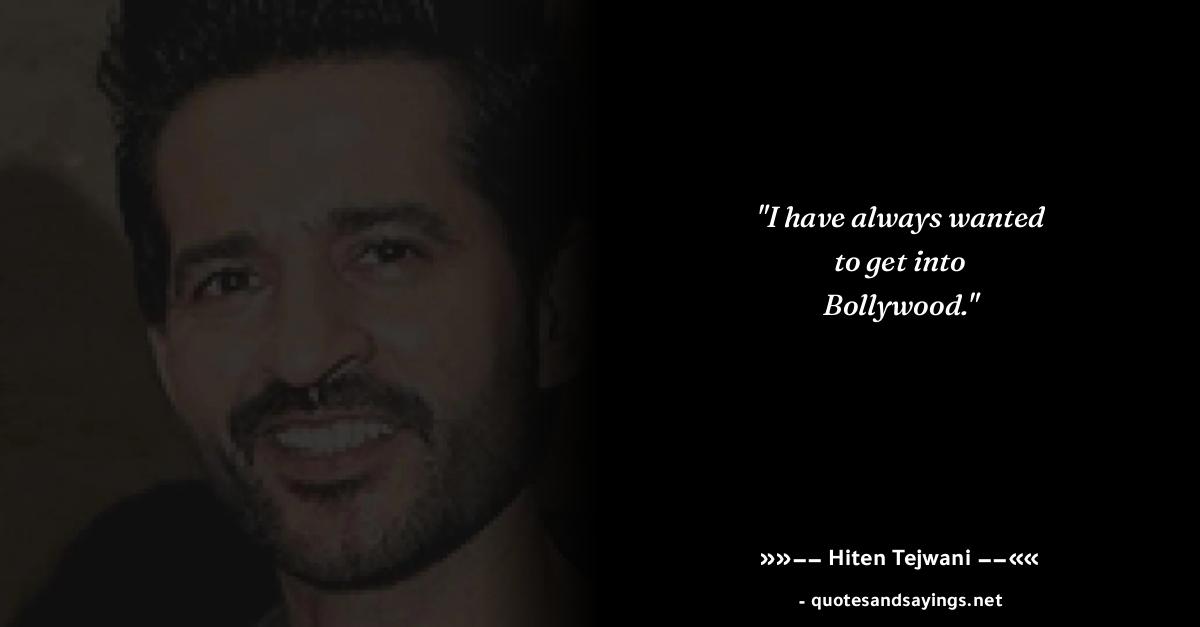 "I have always wanted
to get into
Bollywood."
»»–– Hiten Tejwani ––««
- quotesandsayings.net